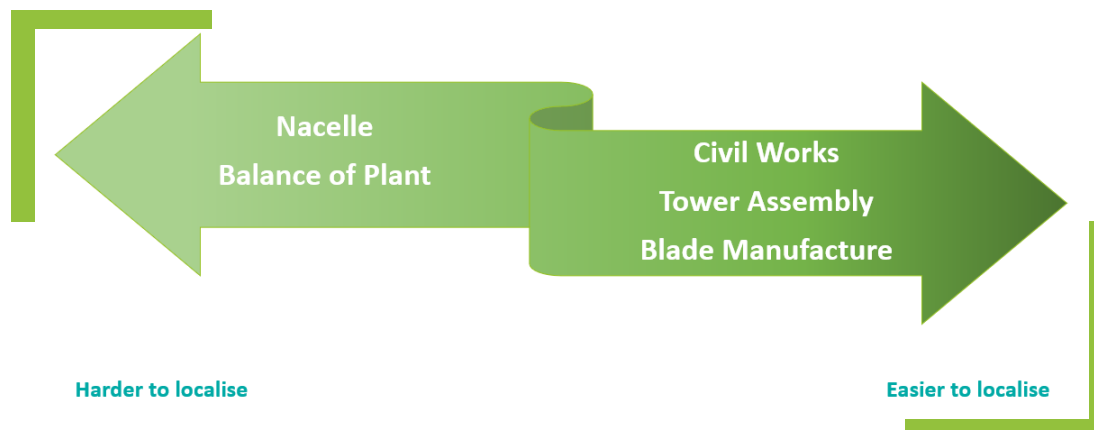 Nacelle
Balance of Plant
Civil Works
Tower Assembly
Blade Manufacture
Harder to localise
Easier to localise